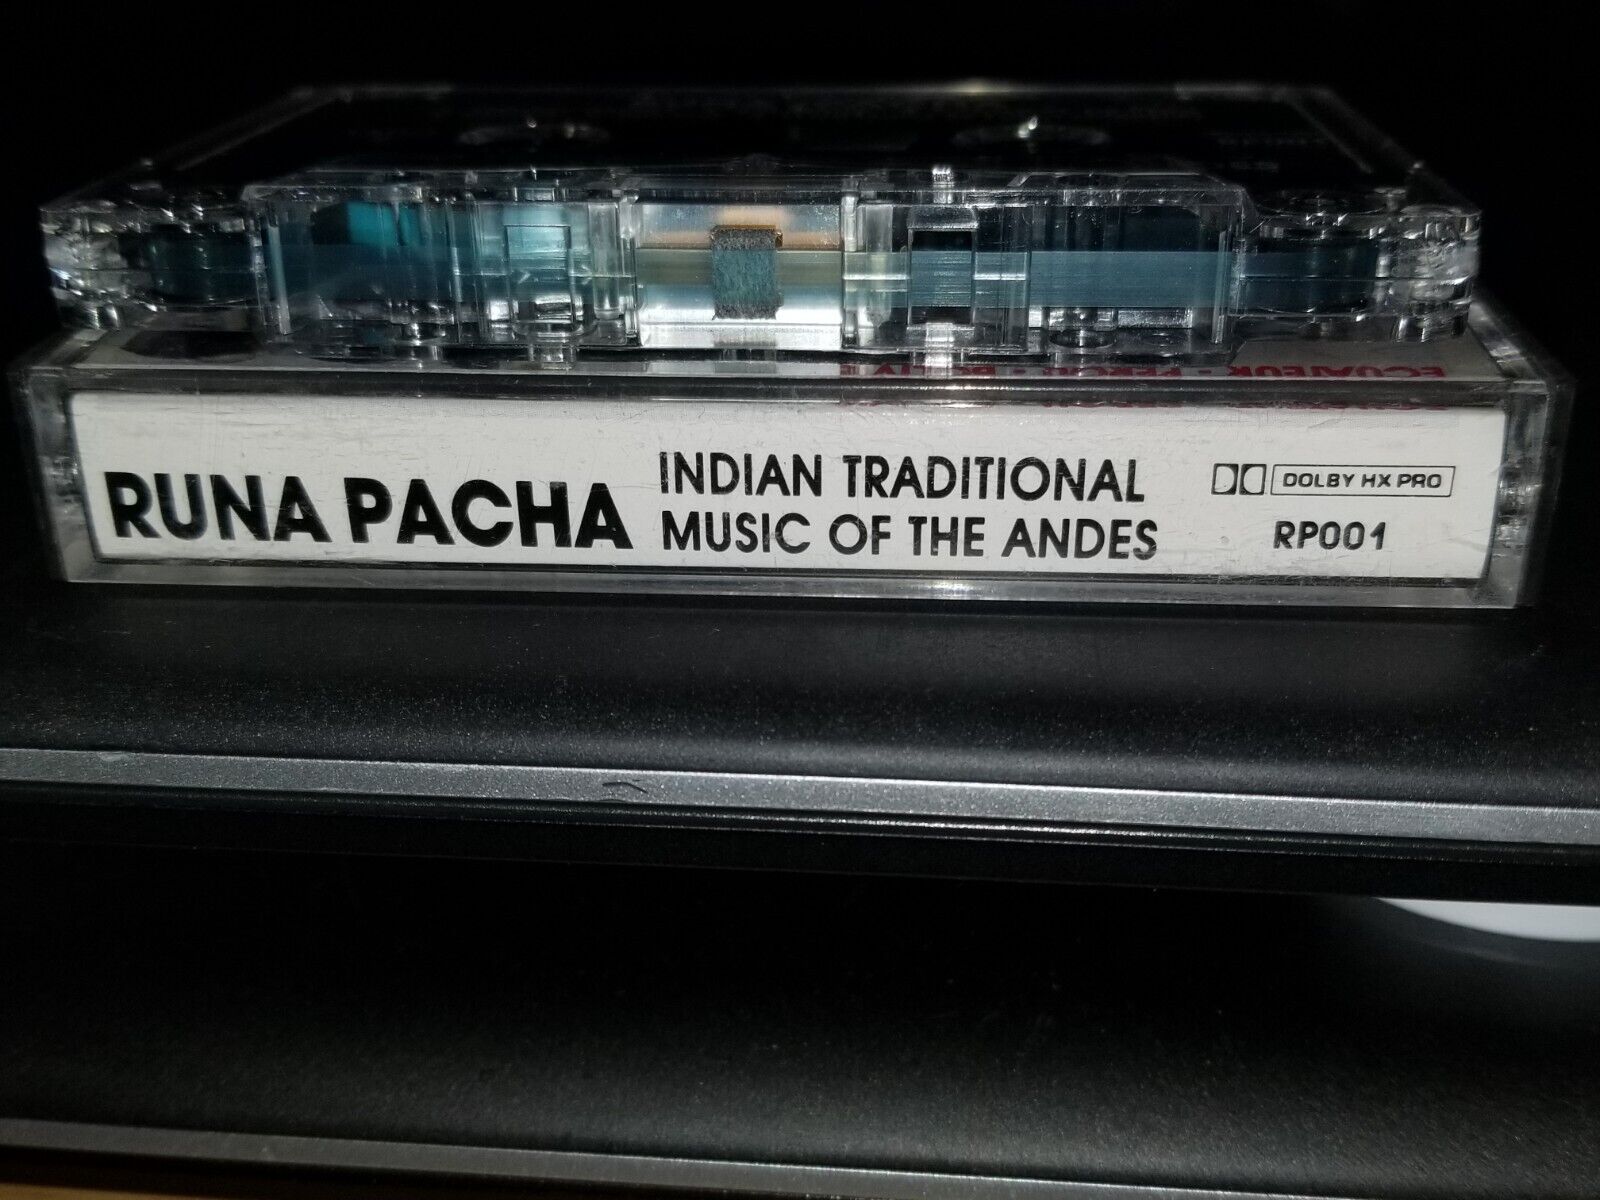 RUNA PACHA
INDIAN TRADITIONAL
MUSIC OF THE ANDES
DOLBY HX PRO
RP001